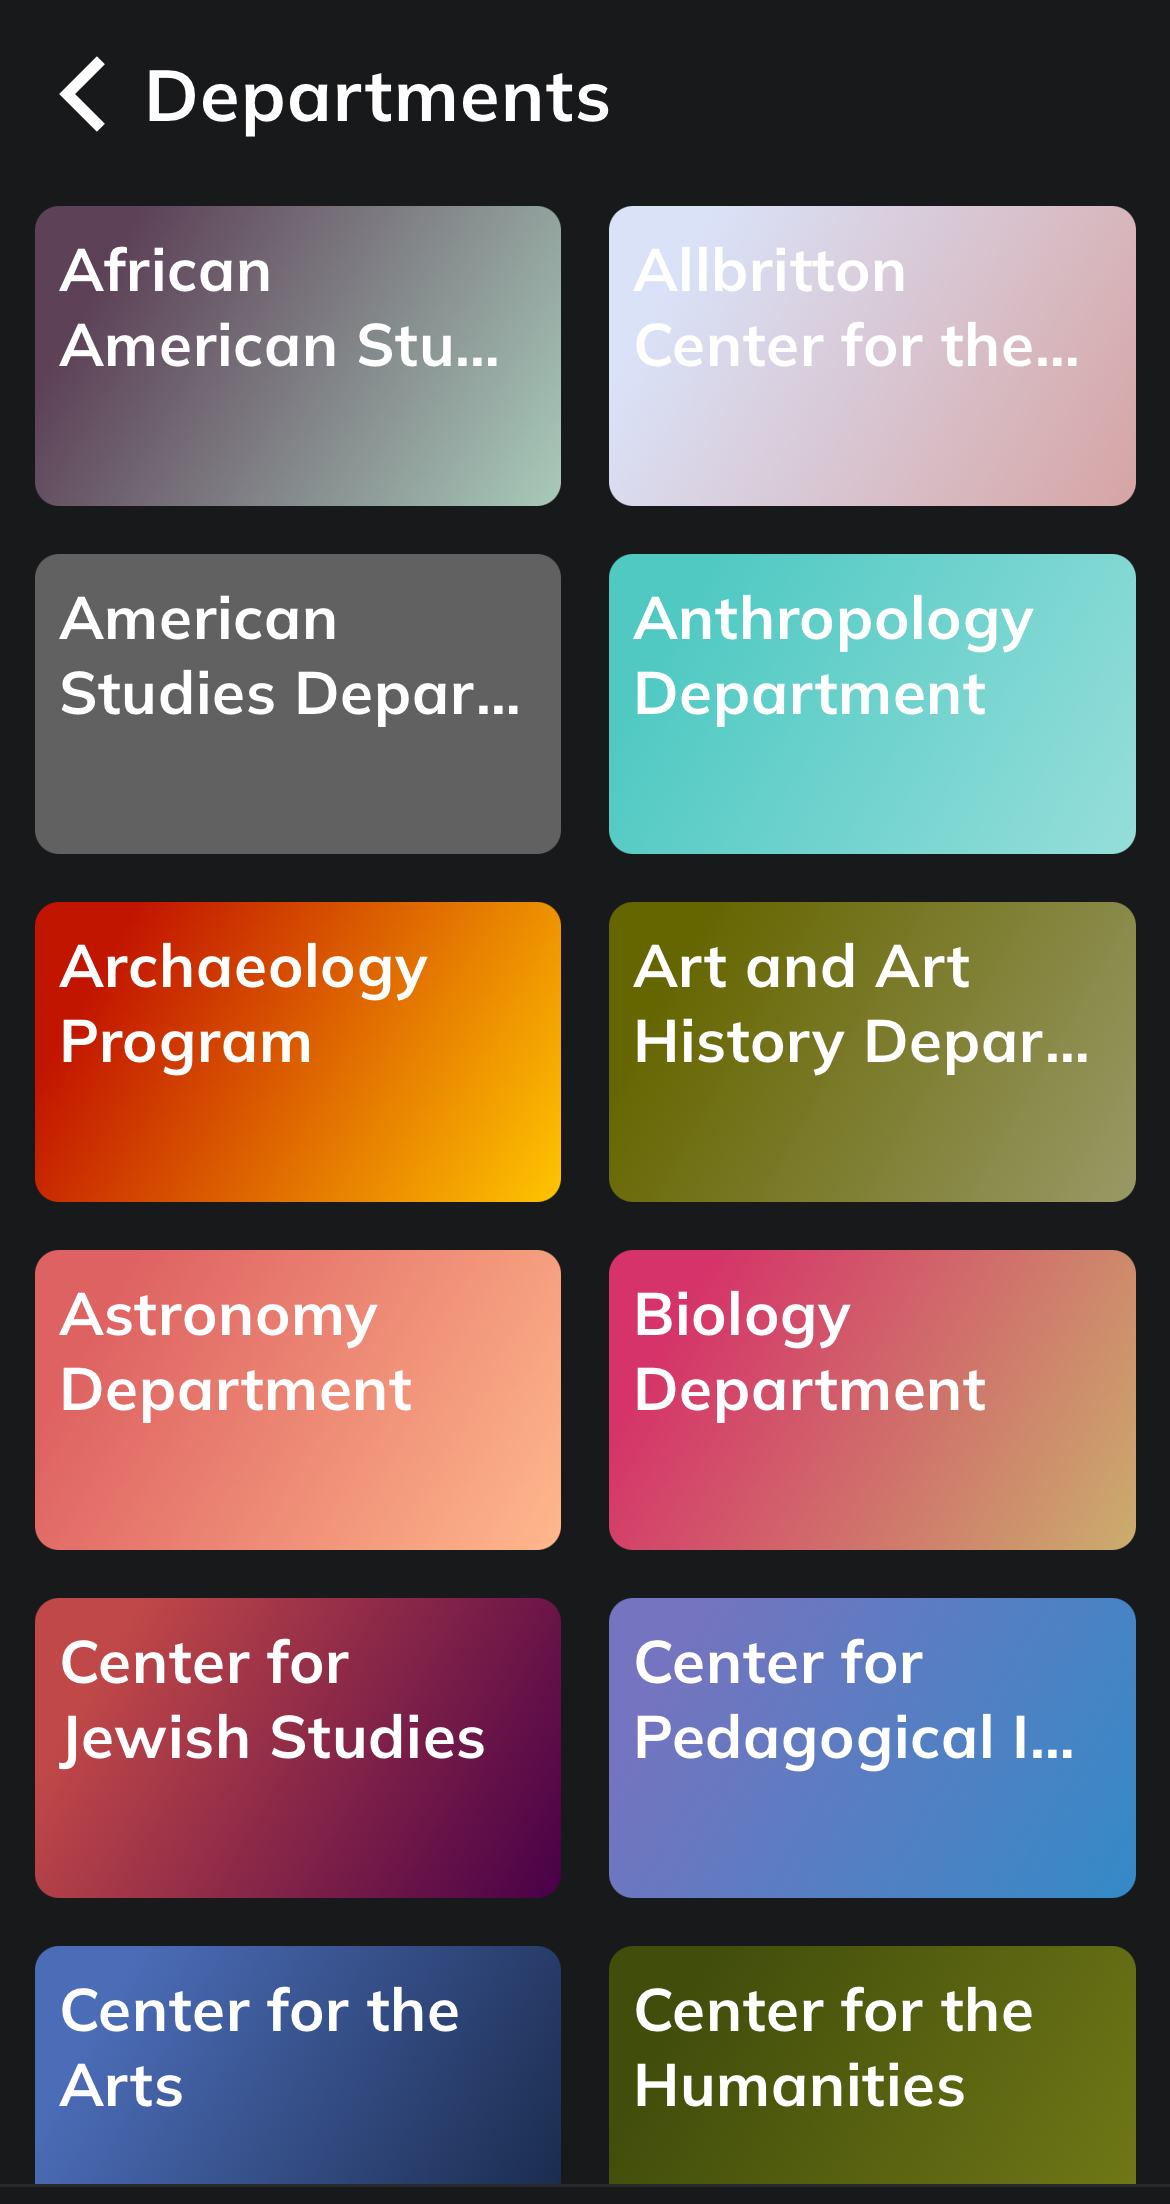 Departments
African
American Stu...
Allbritton
Center for the...
American
Studies Depar...
Anthropology
Department
Archaeology
Program
Art and Art
History Depar...
Astronomy
Department
Biology
Department
Center for
Jewish Studies
Center for
Pedagogical I...
Center for the
Arts
Center for the
Humanities